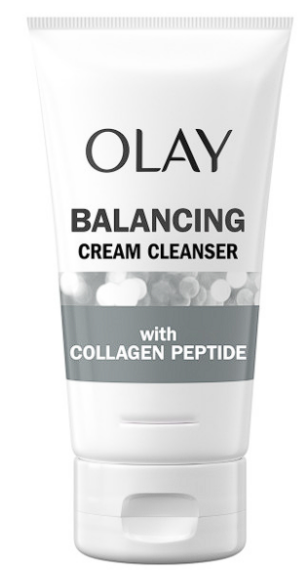 OLAY
BALANCING
CREAM CLEANSER
with
COLLAGEN PEPTIDE